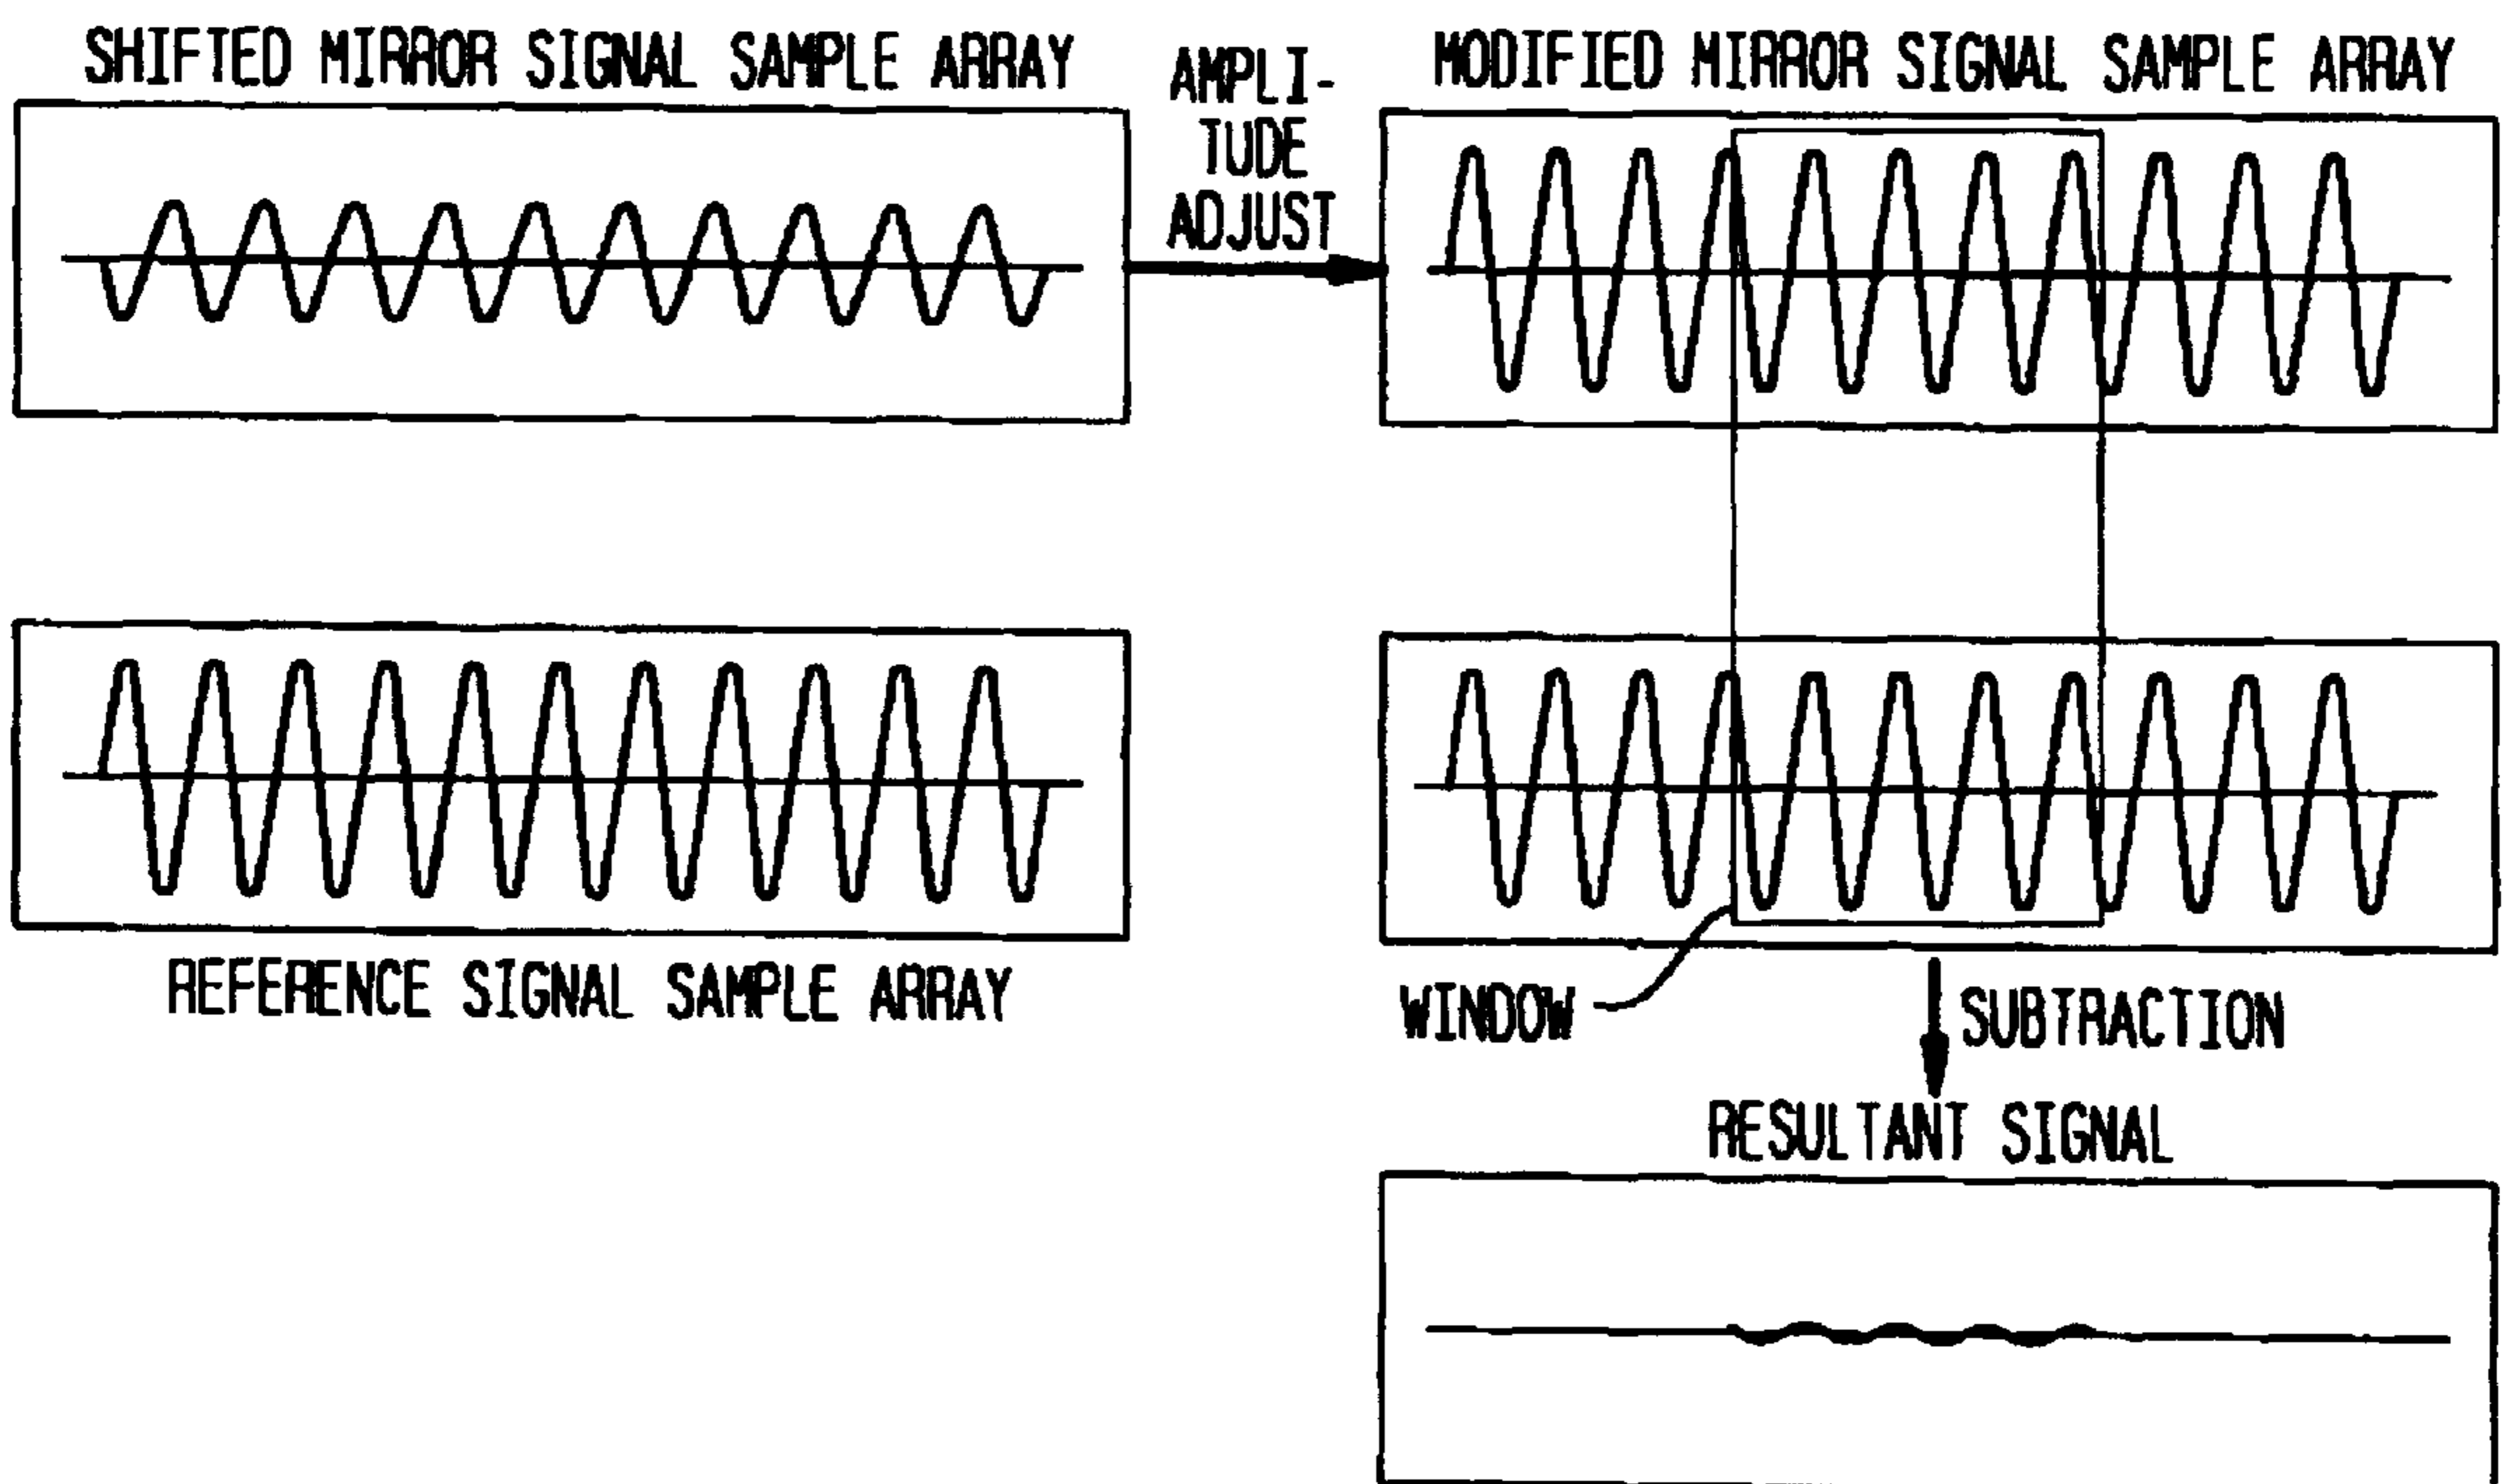 SHIFTED MIRROR SIGNAL SAMPLE ARRAY
AMPLI-
TUDE
ADJUST
MODIFIED MIRROR SIGNAL SAMPLE ARRAY
REFERENCE SIGNAL SAMPLE ARRAY
WINDOW
SUBTRACTION
RESULTANT SIGNAL